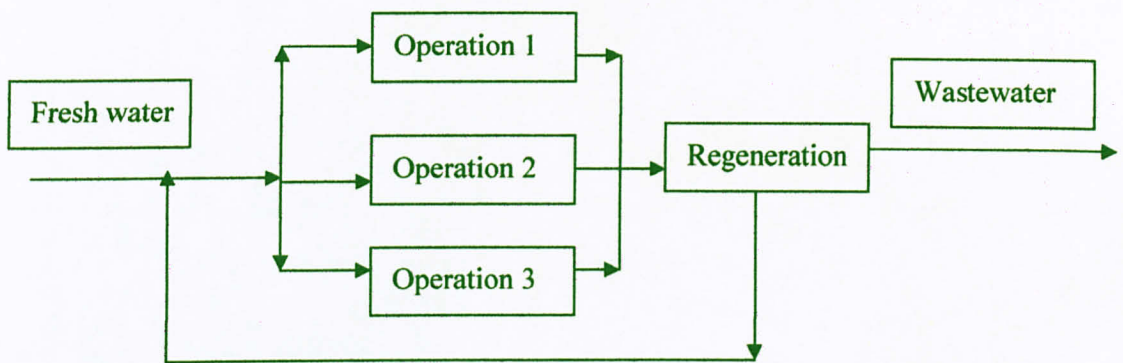 Operation 1
Wastewater
Fresh water
Operation 2
Regeneration
Operation 3